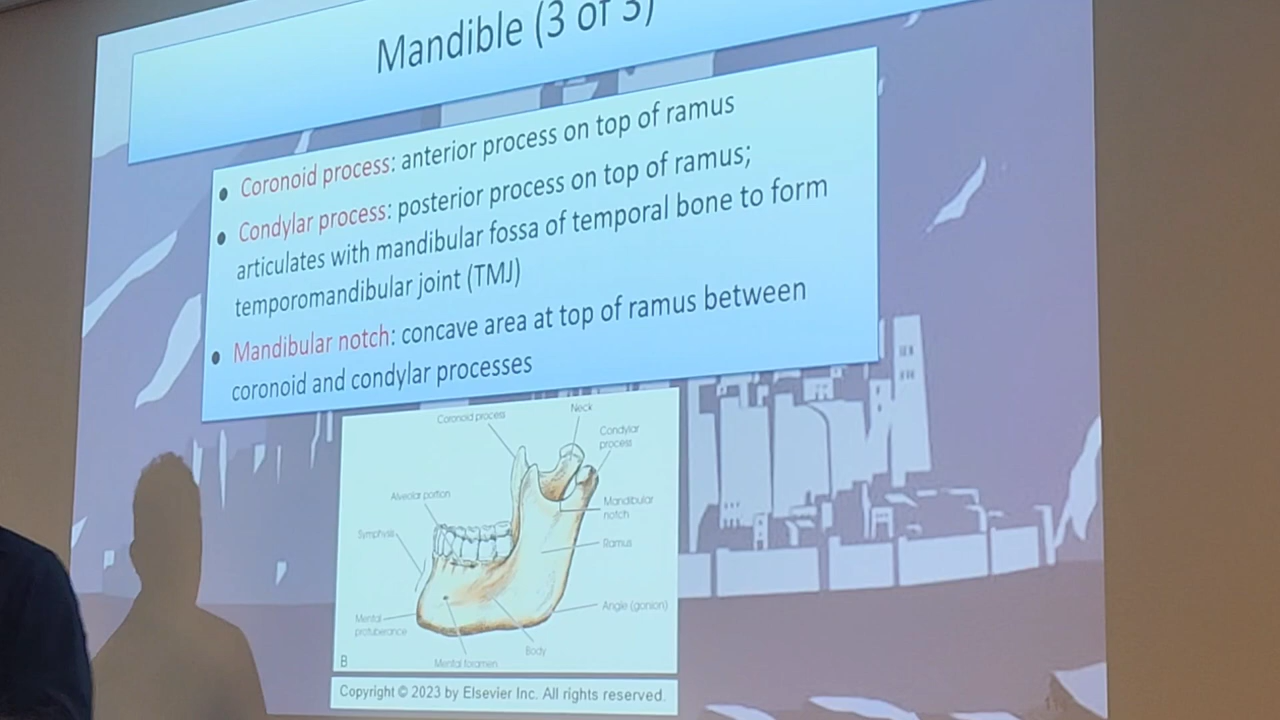 Mandible (3 of 3)
• Coronoid process: anterior process on top of ramus
• Condylar process: posterior process on top of ramus;
articulates with mandibular fossa of temporal bone to form
temporomandibular joint (TMJ)
• Mandibular notch: concave area at top of ramus between
coronoid and condylar processes
Coronoid process
Neck
Condylar
process
Alveolar portion
Mandibular
notch
Symphysis
Ramus
Angle (gonion)
Mental
protuberance
Body
Mental foramen
B
Copyright © 2023 by Elsevier Inc. All rights reserved.